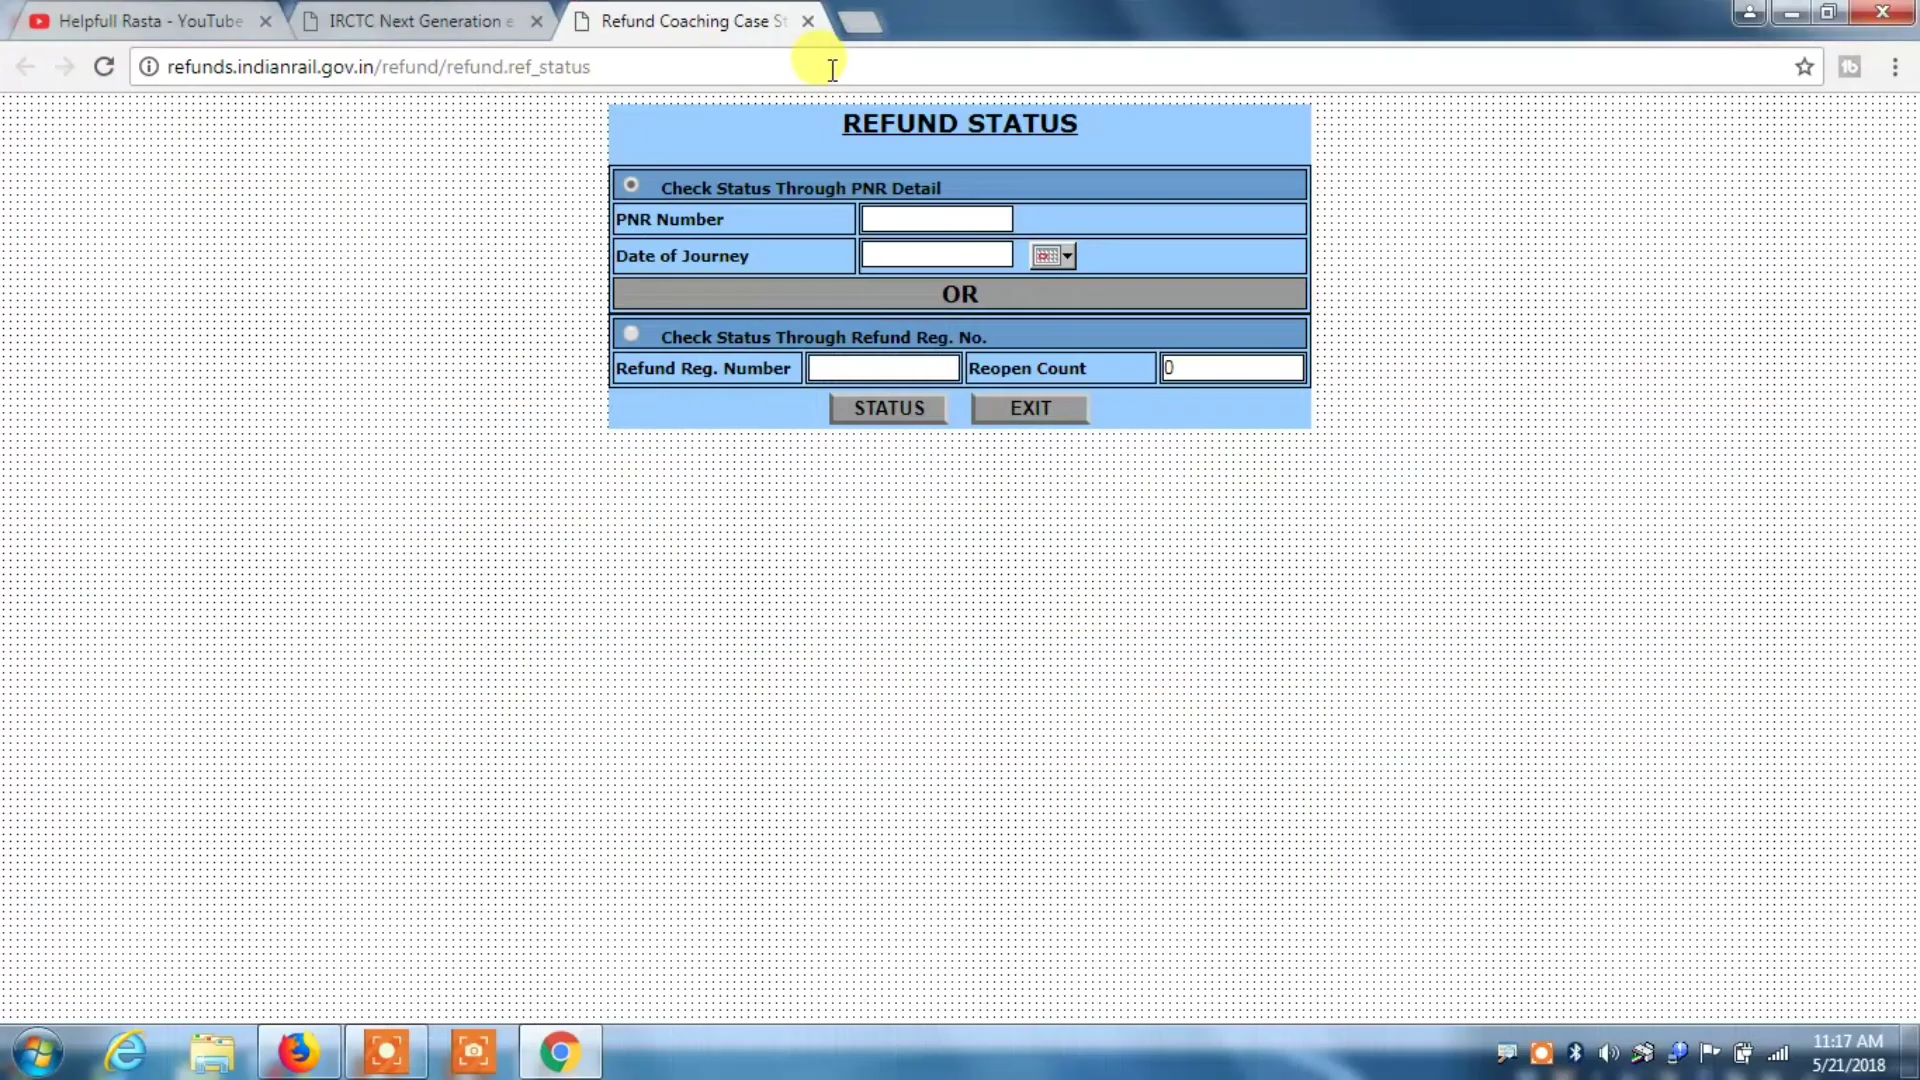 Helpfull Rasta - YouTube
IRCTC Next Generation e
Refund Coaching Case St
refunds.indianrail.gov.in/refund/refund.ref_status
REFUND STATUS
Check Status Through PNR Detail
PNR Number
Date of Journey
OR
Check Status Through Refund Reg. No.
Refund Reg. Number
Reopen Count
0
STATUS
EXIT
11:17 AM
5/21/2018